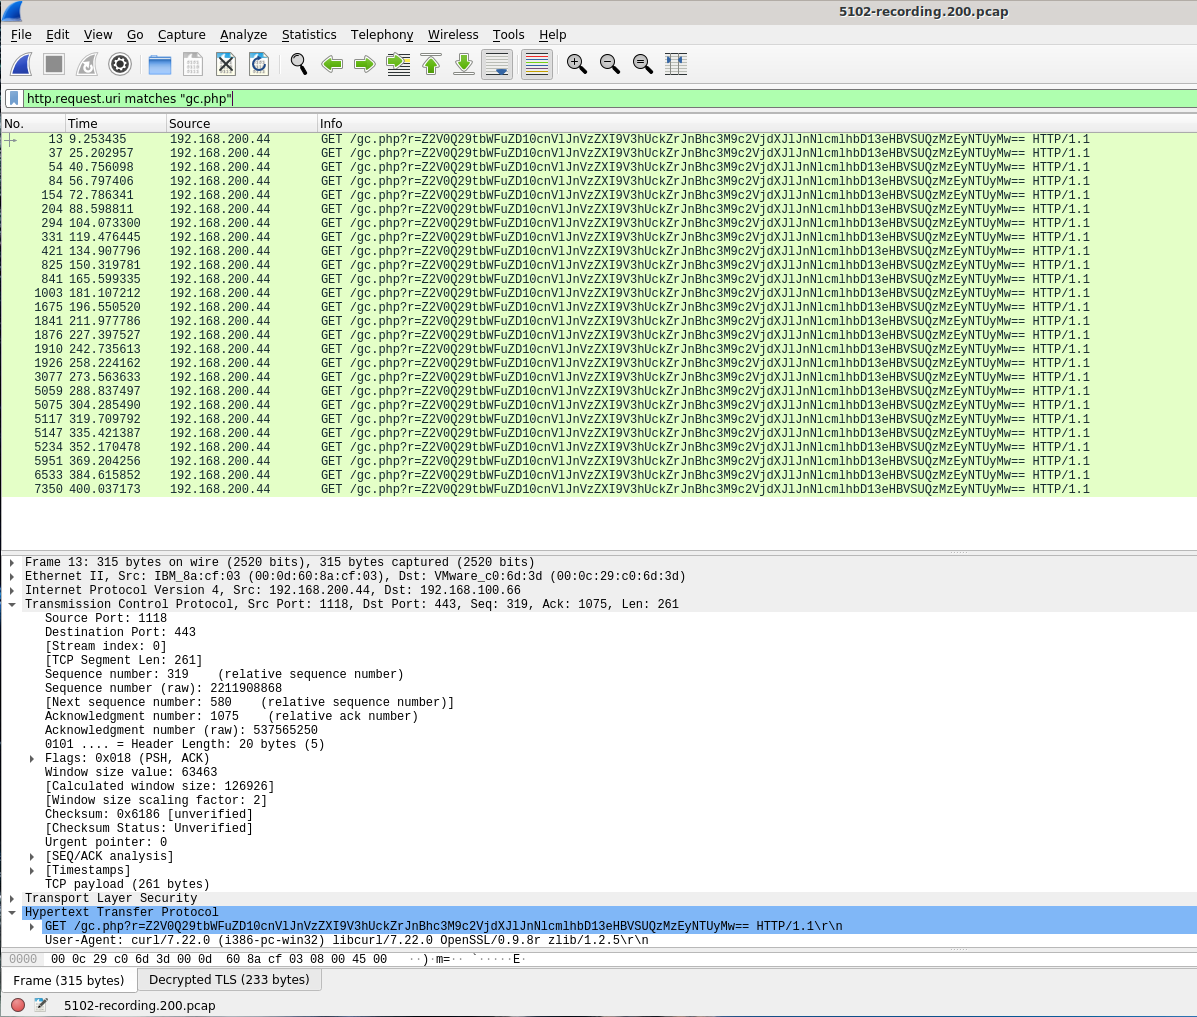 5102-recording.200.pcap
File Edit View Go Capture Analyze Statistics Telephony Wireless Tools Help
http.request.uri matches "gc.php"
No. Time Source Info
13 9.253435 192.168.200.44 GET /gc.php?r=Z2V0Q29tbWFuZD10cnVlJnVzZXI9V3hUckZrJnBhc3M9c2VjdXJlJnNlcmlhbD13eHBVSUQzMzEyNTUyMw== HTTP/1.1
37 25.202957 192.168.200.44 GET /gc.php?r=Z2V0Q29tbWFuZD10cnVlJnVzZXI9V3hUckZrJnBhc3M9c2VjdXJlJnNlcmlhbD13eHBVSUQzMzEyNTUyMw== HTTP/1.1
54 40.756098 192.168.200.44 GET /gc.php?r=Z2V0Q29tbWFuZD10cnVlJnVzZXI9V3hUckZrJnBhc3M9c2VjdXJlJnNlcmlhbD13eHBVSUQzMzEyNTUyMw== HTTP/1.1
84 56.797406 192.168.200.44 GET /gc.php?r=Z2V0Q29tbWFuZD10cnVlJnVzZXI9V3hUckZrJnBhc3M9c2VjdXJlJnNlcmlhbD13eHBVSUQzMzEyNTUyMw== HTTP/1.1
154 72.786341 192.168.200.44 GET /gc.php?r=Z2V0Q29tbWFuZD10cnVlJnVzZXI9V3hUckZrJnBhc3M9c2VjdXJlJnNlcmlhbD13eHBVSUQzMzEyNTUyMw== HTTP/1.1
204 88.598811 192.168.200.44 GET /gc.php?r=Z2V0Q29tbWFuZD10cnVlJnVzZXI9V3hUckZrJnBhc3M9c2VjdXJlJnNlcmlhbD13eHBVSUQzMzEyNTUyMw== HTTP/1.1
294 104.073300 192.168.200.44 GET /gc.php?r=Z2V0Q29tbWFuZD10cnVlJnVzZXI9V3hUckZrJnBhc3M9c2VjdXJlJnNlcmlhbD13eHBVSUQzMzEyNTUyMw== HTTP/1.1
331 119.476445 192.168.200.44 GET /gc.php?r=Z2V0Q29tbWFuZD10cnVlJnVzZXI9V3hUckZrJnBhc3M9c2VjdXJlJnNlcmlhbD13eHBVSUQzMzEyNTUyMw== HTTP/1.1
421 134.907796 192.168.200.44 GET /gc.php?r=Z2V0Q29tbWFuZD10cnVlJnVzZXI9V3hUckZrJnBhc3M9c2VjdXJlJnNlcmlhbD13eHBVSUQzMzEyNTUyMw== HTTP/1.1
825 150.319781 192.168.200.44 GET /gc.php?r=Z2V0Q29tbWFuZD10cnVlJnVzZXI9V3hUckZrJnBhc3M9c2VjdXJlJnNlcmlhbD13eHBVSUQzMzEyNTUyMw== HTTP/1.1
841 165.599335 192.168.200.44 GET /gc.php?r=Z2V0Q29tbWFuZD10cnVlJnVzZXI9V3hUckZrJnBhc3M9c2VjdXJlJnNlcmlhbD13eHBVSUQzMzEyNTUyMw== HTTP/1.1
1003 181.107212 192.168.200.44 GET /gc.php?r=Z2V0Q29tbWFuZD10cnVlJnVzZXI9V3hUckZrJnBhc3M9c2VjdXJlJnNlcmlhbD13eHBVSUQzMzEyNTUyMw== HTTP/1.1
1675 196.550520 192.168.200.44 GET /gc.php?r=Z2V0Q29tbWFuZD10cnVlJnVzZXI9V3hUckZrJnBhc3M9c2VjdXJlJnNlcmlhbD13eHBVSUQzMzEyNTUyMw== HTTP/1.1
1841 211.977786 192.168.200.44 GET /gc.php?r=Z2V0Q29tbWFuZD10cnVlJnVzZXI9V3hUckZrJnBhc3M9c2VjdXJlJnNlcmlhbD13eHBVSUQzMzEyNTUyMw== HTTP/1.1
1876 227.397527 192.168.200.44 GET /gc.php?r=Z2V0Q29tbWFuZD10cnVlJnVzZXI9V3hUckZrJnBhc3M9c2VjdXJlJnNlcmlhbD13eHBVSUQzMzEyNTUyMw== HTTP/1.1
1910 242.735613 192.168.200.44 GET /gc.php?r=Z2V0Q29tbWFuZD10cnVlJnVzZXI9V3hUckZrJnBhc3M9c2VjdXJlJnNlcmlhbD13eHBVSUQzMzEyNTUyMw== HTTP/1.1
1926 258.224162 192.168.200.44 GET /gc.php?r=Z2V0Q29tbWFuZD10cnVlJnVzZXI9V3hUckZrJnBhc3M9c2VjdXJlJnNlcmlhbD13eHBVSUQzMzEyNTUyMw== HTTP/1.1
3077 273.563633 192.168.200.44 GET /gc.php?r=Z2V0Q29tbWFuZD10cnVlJnVzZXI9V3hUckZrJnBhc3M9c2VjdXJlJnNlcmlhbD13eHBVSUQzMzEyNTUyMw== HTTP/1.1
5059 288.837497 192.168.200.44 GET /gc.php?r=Z2V0Q29tbWFuZD10cnVlJnVzZXI9V3hUckZrJnBhc3M9c2VjdXJlJnNlcmlhbD13eHBVSUQzMzEyNTUyMw== HTTP/1.1
5075 304.285490 192.168.200.44 GET /gc.php?r=Z2V0Q29tbWFuZD10cnVlJnVzZXI9V3hUckZrJnBhc3M9c2VjdXJlJnNlcmlhbD13eHBVSUQzMzEyNTUyMw== HTTP/1.1
5117 319.709792 192.168.200.44 GET /gc.php?r=Z2V0Q29tbWFuZD10cnVlJnVzZXI9V3hUckZrJnBhc3M9c2VjdXJlJnNlcmlhbD13eHBVSUQzMzEyNTUyMw== HTTP/1.1
5147 335.421387 192.168.200.44 GET /gc.php?r=Z2V0Q29tbWFuZD10cnVlJnVzZXI9V3hUckZrJnBhc3M9c2VjdXJlJnNlcmlhbD13eHBVSUQzMzEyNTUyMw== HTTP/1.1
5234 352.170478 192.168.200.44 GET /gc.php?r=Z2V0Q29tbWFuZD10cnVlJnVzZXI9V3hUckZrJnBhc3M9c2VjdXJlJnNlcmlhbD13eHBVSUQzMzEyNTUyMw== HTTP/1.1
5951 369.204256 192.168.200.44 GET /gc.php?r=Z2V0Q29tbWFuZD10cnVlJnVzZXI9V3hUckZrJnBhc3M9c2VjdXJlJnNlcmlhbD13eHBVSUQzMzEyNTUyMw== HTTP/1.1
6533 384.615852 192.168.200.44 GET /gc.php?r=Z2V0Q29tbWFuZD10cnVlJnVzZXI9V3hUckZrJnBhc3M9c2VjdXJlJnNlcmlhbD13eHBVSUQzMzEyNTUyMw== HTTP/1.1
7350 400.037173 192.168.200.44 GET /gc.php?r=Z2V0Q29tbWFuZD10cnVlJnVzZXI9V3hUckZrJnBhc3M9c2VjdXJlJnNlcmlhbD13eHBVSUQzMzEyNTUyMw== HTTP/1.1
Frame 13: 315 bytes on wire (2520 bits), 315 bytes captured (2520 bits)
Ethernet II, Src: IBM_8a:cf:03 (00:0d:60:8a:cf:03), Dst: VMware_c0:6d:3d (00:0c:29:c0:6d:3d)
Internet Protocol Version 4, Src: 192.168.200.44, Dst: 192.168.100.66
Transmission Control Protocol, Src Port: 1118, Dst Port: 443, Seq: 319, Ack: 1075, Len: 261
Source Port: 1118
Destination Port: 443
[Stream index: 0]
[TCP Segment Len: 261]
Sequence number: 319 (relative sequence number)
Sequence number (raw): 2211908868
[Next sequence number: 580 (relative sequence number)]
Acknowledgment number: 1075 (relative ack number)
Acknowledgment number (raw): 537565250
0101 .... = Header Length: 20 bytes (5)
Flags: 0x018 (PSH, ACK)
Window size value: 63463
[Calculated window size: 126926]
[Window size scaling factor: 2]
Checksum: 0x6186 [unverified]
[Checksum Status: Unverified]
Urgent pointer: 0
[SEQ/ACK analysis]
[Timestamps]
TCP payload (261 bytes)
Transport Layer Security
Hypertext Transfer Protocol
GET /gc.php?r=Z2V0Q29tbWFuZD10cnVlJnVzZXI9V3hUckZrJnBhc3M9c2VjdXJlJnNlcmlhbD13eHBVSUQzMzEyNTUyMw== HTTP/1.1\r\n
User-Agent: curl/7.22.0 (i386-pc-win32) libcurl/7.22.0 OpenSSL/0.9.8r zlib/1.2.5\r\n
0000 00 0c 29 c0 6d 3d 00 0d 60 8a cf 03 08 00 45 00 ··)·m=·· `·····E·
Frame (315 bytes) Decrypted TLS (233 bytes)
5102-recording.200.pcap